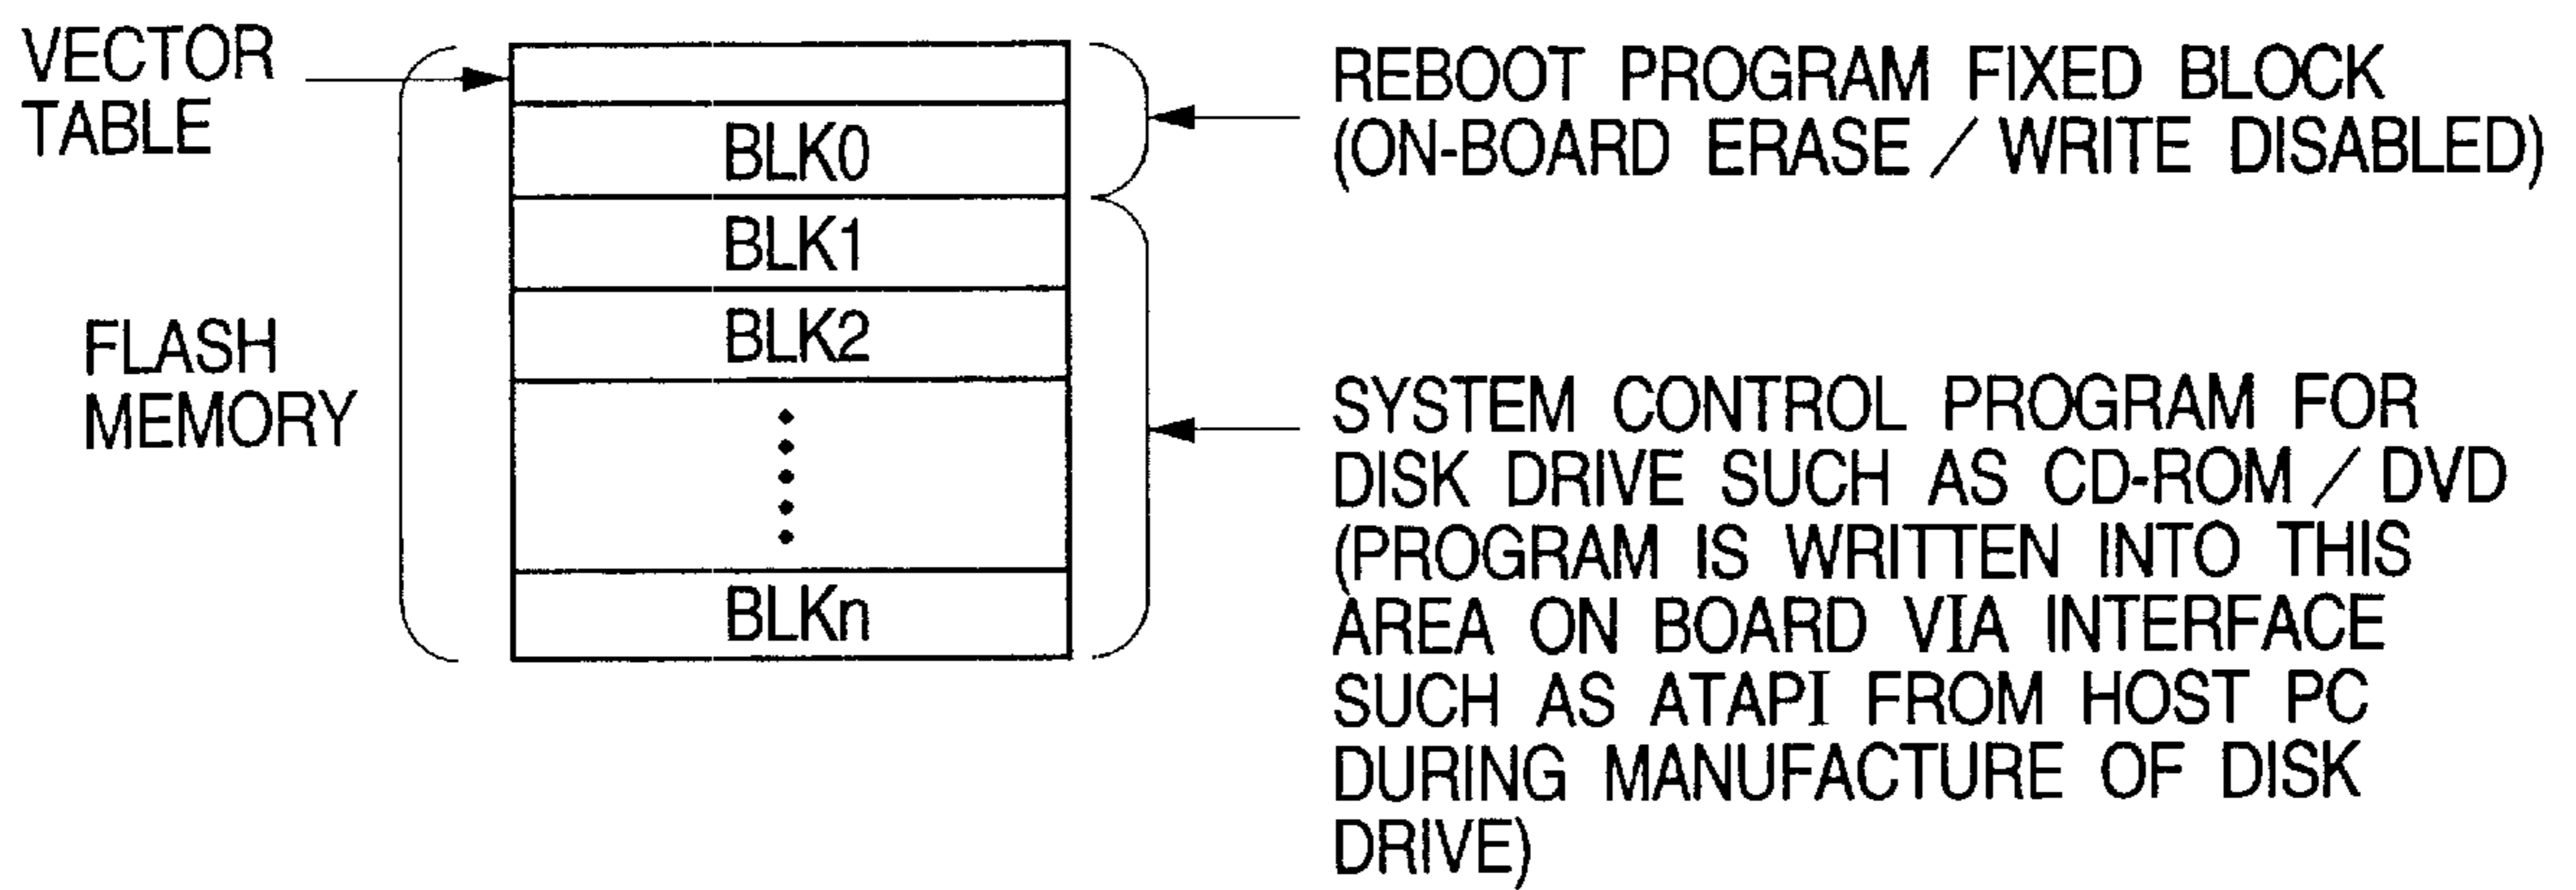 VECTOR
TABLE
FLASH
MEMORY
BLK0
BLK1
BLK2
BLKn
REBOOT PROGRAM FIXED BLOCK
(ON-BOARD ERASE / WRITE DISABLED)
SYSTEM CONTROL PROGRAM FOR
DISK DRIVE SUCH AS CD-ROM / DVD
(PROGRAM IS WRITTEN INTO THIS
AREA ON BOARD VIA INTERFACE
SUCH AS ATAPI FROM HOST PC
DURING MANUFACTURE OF DISK
DRIVE)